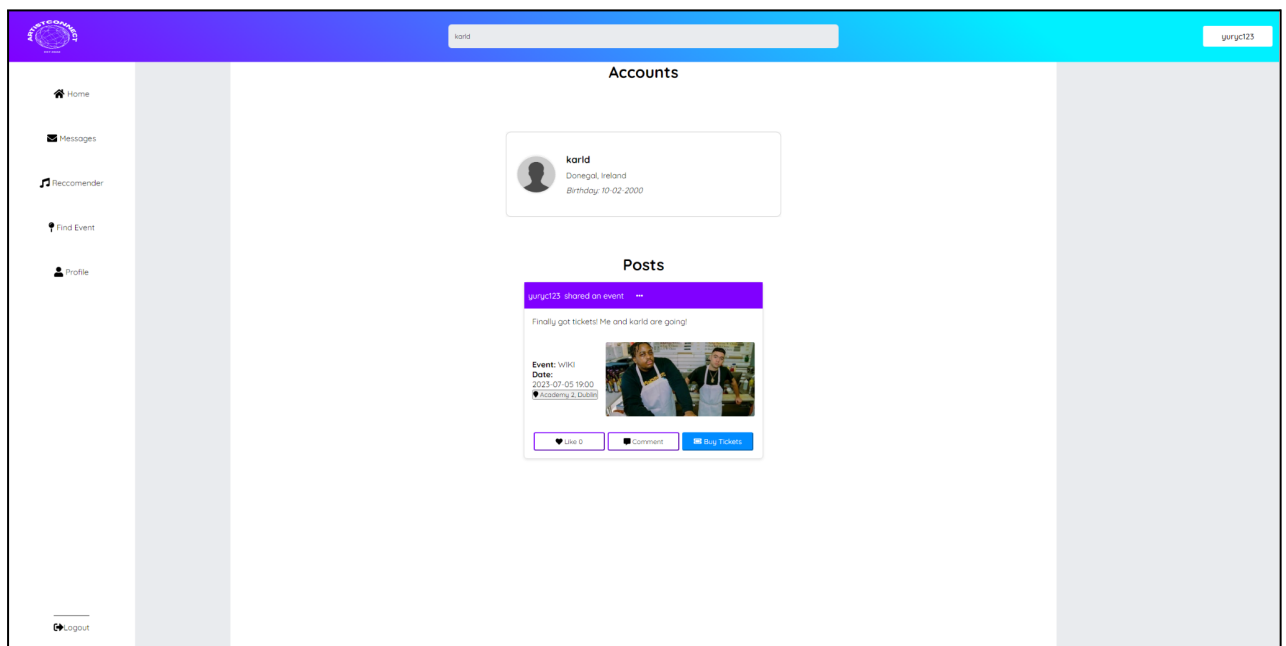 ARTISTCONNECT
karld
yuryc123
Home
Messages
Reccomender
Find Event
Profile
Logout
Accounts
karld
Donegal, Ireland
Birthday: 10-02-2000
Posts
yuryc123 shared an event •••
Finally got tickets! Me and karld are going!
Event: WIKI
Date:
2023-07-05 19:00
Academy 2, Dublin
Like 0
Comment
Buy Tickets